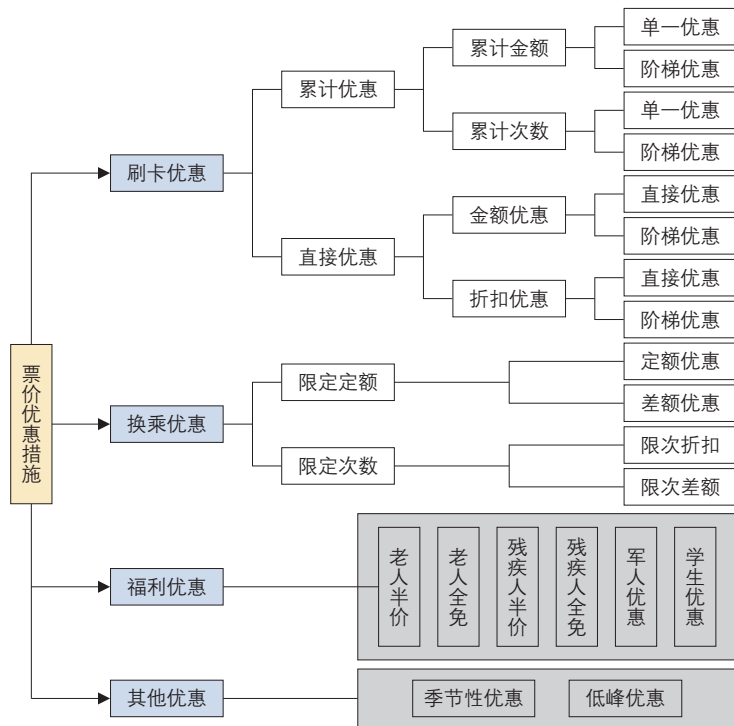 票价优惠措施
刷卡优惠
累计优惠
累计金额
单一优惠
阶梯优惠
累计次数
单一优惠
阶梯优惠
直接优惠
金额优惠
直接优惠
阶梯优惠
折扣优惠
直接优惠
阶梯优惠
换乘优惠
限定定额
定额优惠
差额优惠
限定次数
限次折扣
限次差额
福利优惠
老人半价
老人全免
残疾人半价
残疾人全免
军人优惠
学生优惠
其他优惠
季节性优惠
低峰优惠